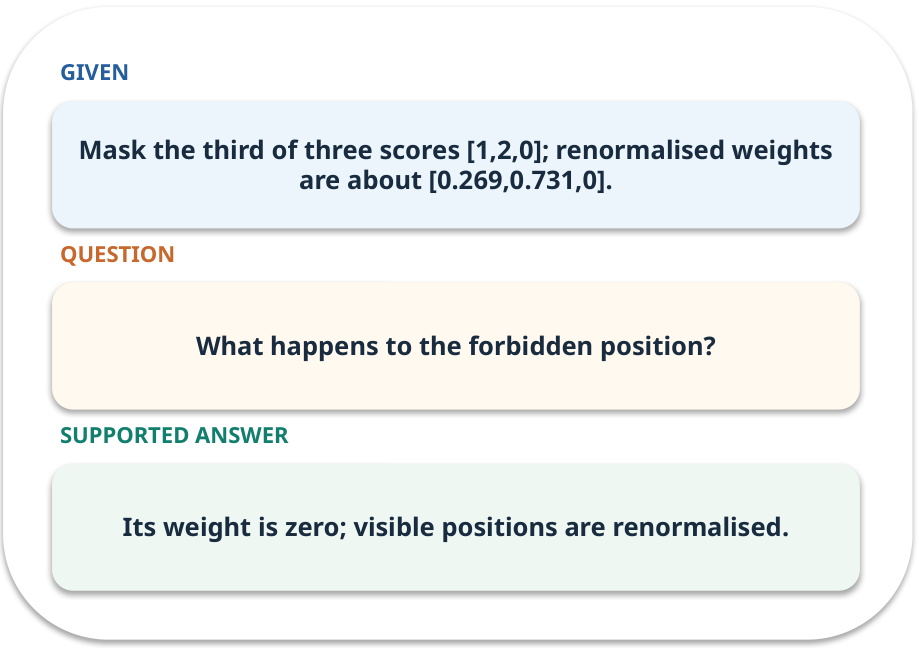 GIVEN
Mask the third of three scores [1,2,0]; renormalised weights
are about [0.269,0.731,0].
QUESTION
What happens to the forbidden position?
SUPPORTED ANSWER
Its weight is zero; visible positions are renormalised.